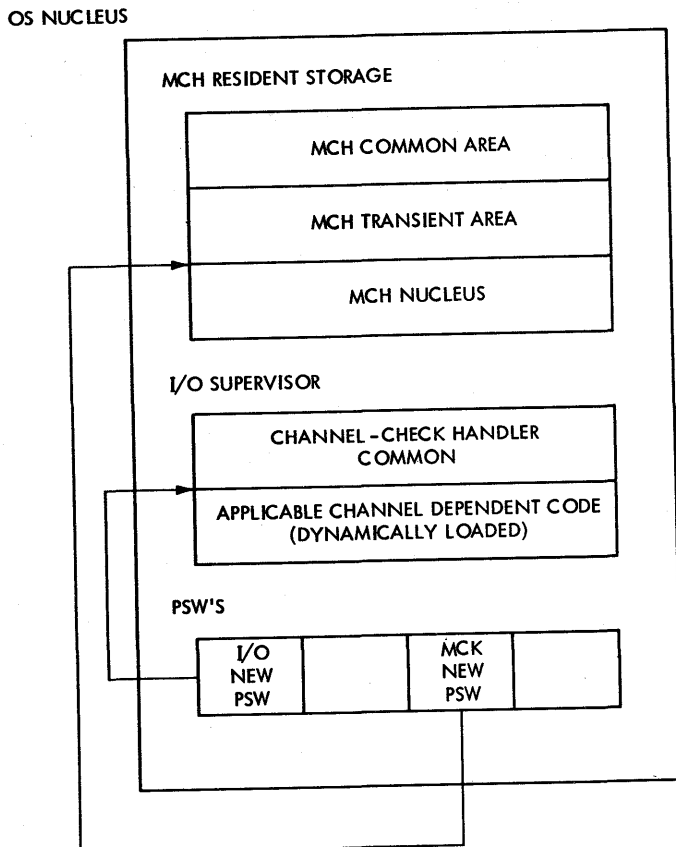 OS NUCLEUS
MCH RESIDENT STORAGE
MCH COMMON AREA
MCH TRANSIENT AREA
MCH NUCLEUS
I/O SUPERVISOR
CHANNEL-CHECK HANDLER
COMMON
APPLICABLE CHANNEL DEPENDENT CODE
(DYNAMICALLY LOADED)
PSW'S
I/O
NEW
PSW
MCK
NEW
PSW